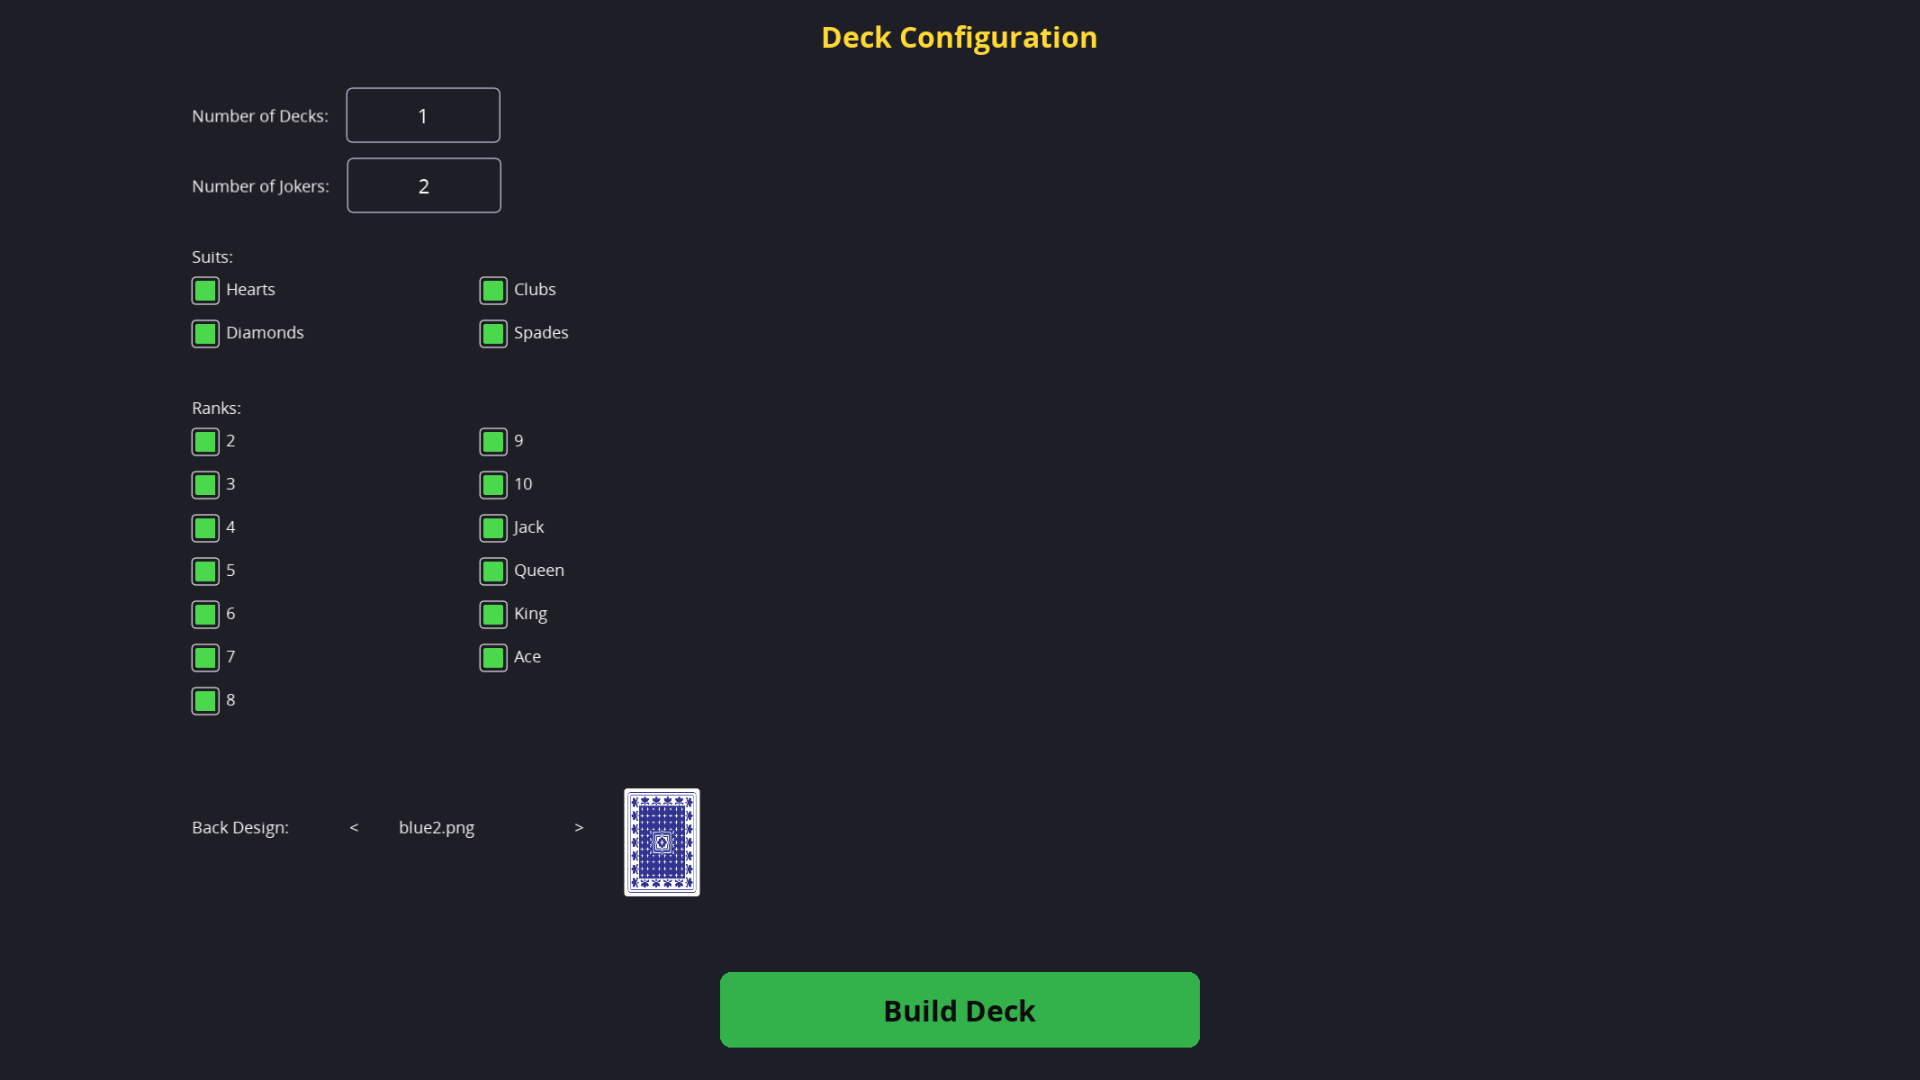 Deck Configuration
Number of Decks: 1
Number of Jokers: 2
Suits:
Hearts Clubs
Diamonds Spades
Ranks:
2 9
3 10
4 Jack
5 Queen
6 King
7 Ace
8
Back Design: < blue2.png >
Build Deck